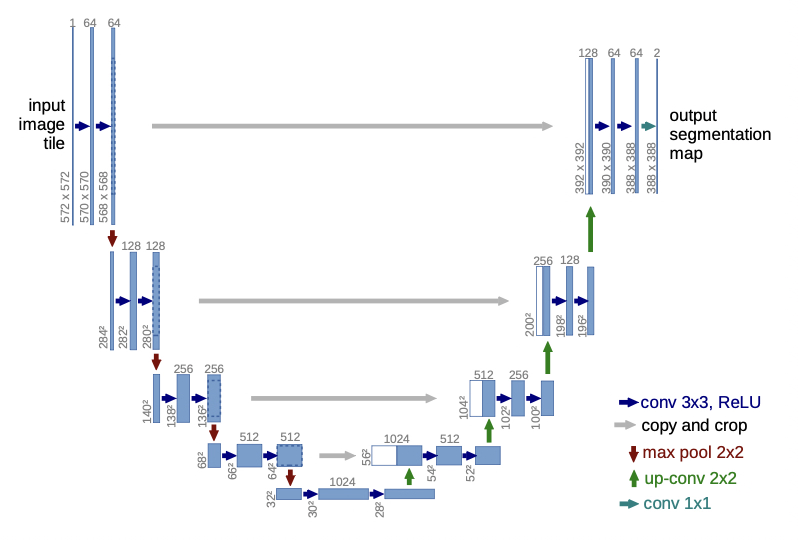 1 64 64
128 64 64 2
input
image
tile
output
segmentation
map
572 x 572
570 x 570
568 x 568
392 x 392
390 x 390
388 x 388
388 x 388
128 128
256 128
284²
282²
280²
200²
198²
196²
256 256
512 256
140²
138²
136²
104²
102²
100²
512 512
1024 512
68²
66²
64²
56²
54²
52²
1024
32²
30²
28²
conv 3x3, ReLU
copy and crop
max pool 2x2
up-conv 2x2
conv 1x1